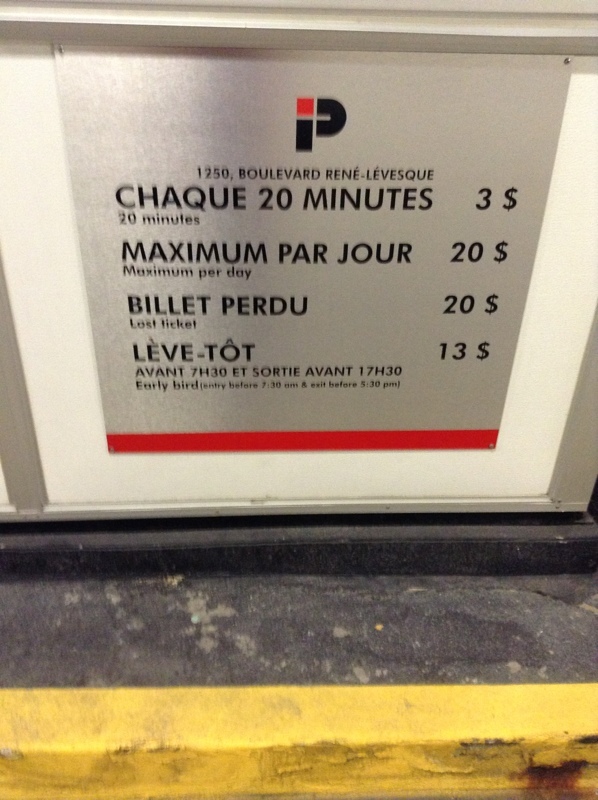 P
1250, BOULEVARD RENÉ-LÉVESQUE
CHAQUE 20 MINUTES 3 $
20 minutes
MAXIMUM PAR JOUR 20 $
Maximum per day
BILLET PERDU 20 $
Lost ticket
LÈVE-TÔT 13 $
AVANT 7H30 ET SORTIE AVANT 17H30
Early bird (entry before 7:30 am & exit before 5:30 pm)